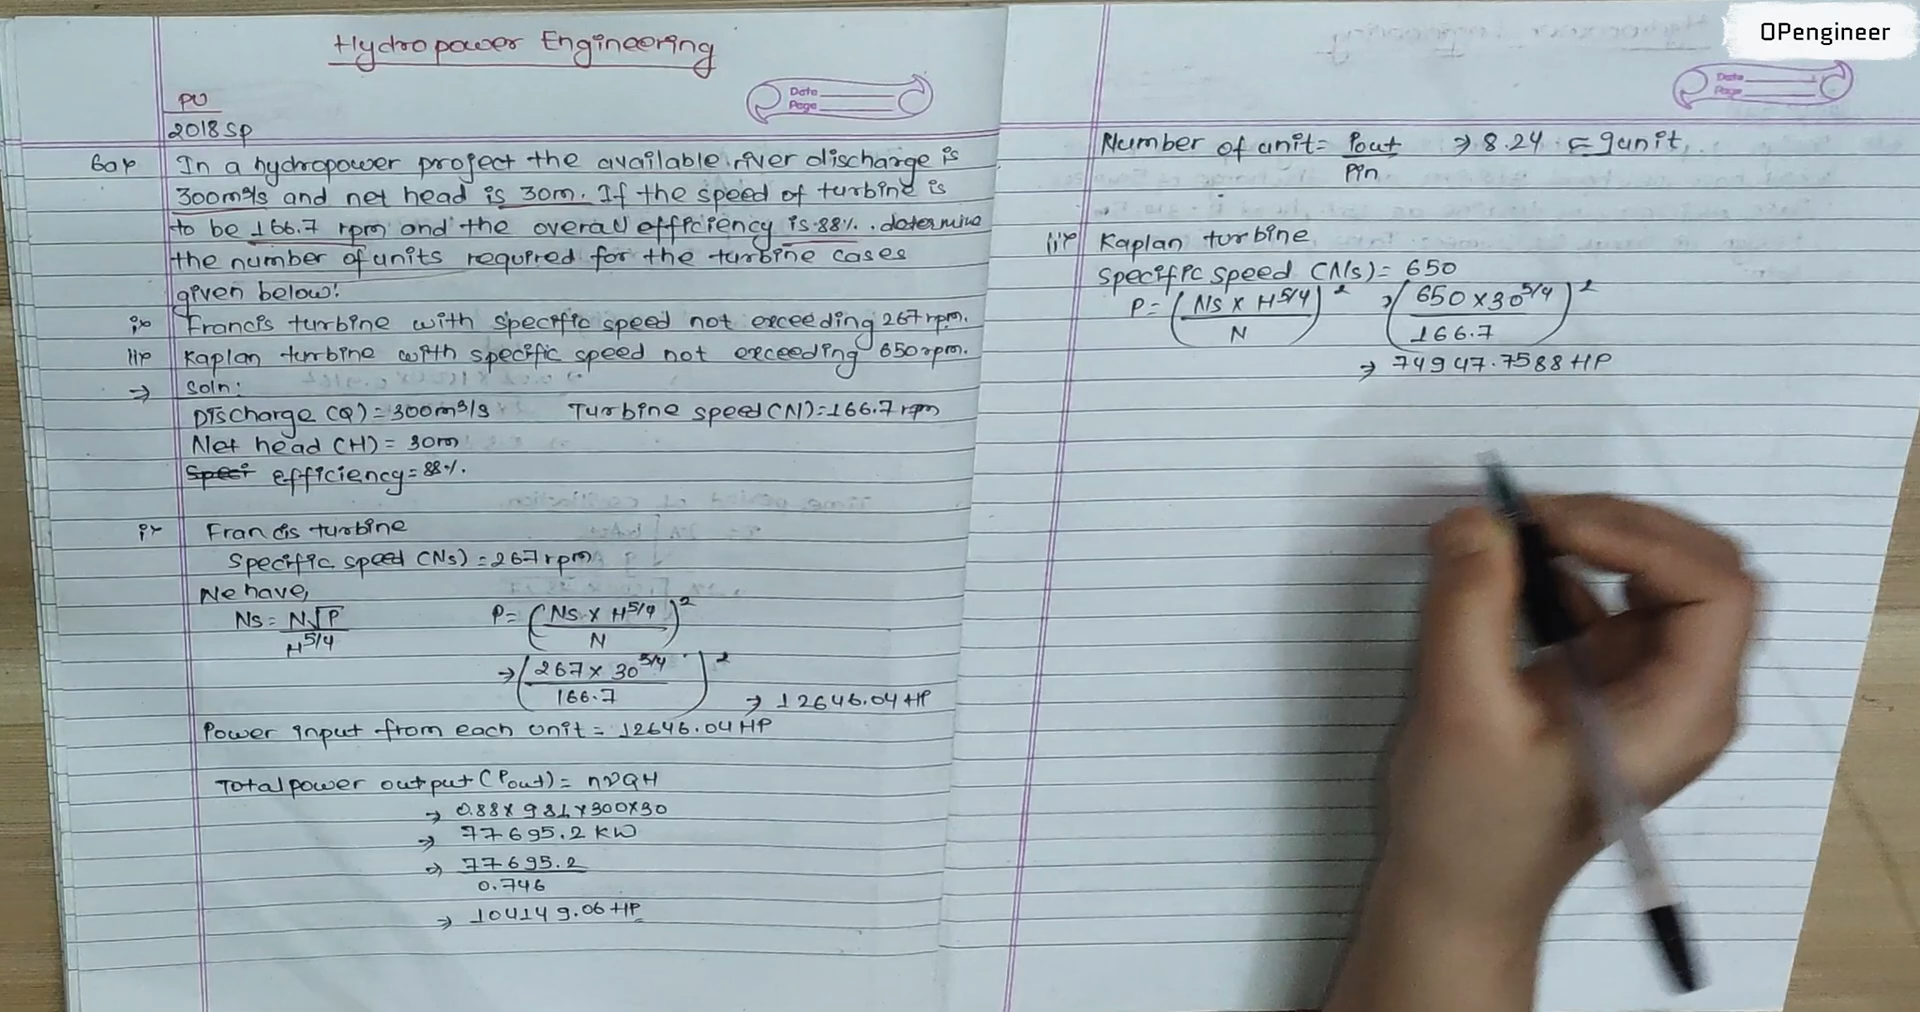 OPengineer
Hydropower Engineering
Date
Page
PU
2018 sp
6a)
In a hydropower project the available river discharge is
300m³/s and net head is 30m. If the speed of turbine is
to be 166.7 rpm and the overall efficiency is 88%. determine
the number of units required for the turbine cases
given below:
i) Francis turbine with specific speed not exceeding 267 rpm.
ii) Kaplan turbine with specific speed not exceeding 650 rpm.
→ Soln:
Discharge (Q) = 300m³/s Turbine speed (N) = 166.7 rpm
Net head (H) = 30m
Speci efficiency = 88%.
i) Francis turbine
Specific speed (Ns) = 267 rpm
We have,
Ns = N√P / H^5/4 P = (Ns × H^5/4 / N)²
→ (267 × 30^5/4 / 166.7)² → 12646.04 HP
Power input from each unit = 12646.04 HP
Total power output (Pout) = ηγQH
→ 0.88 × 9.81 × 300 × 30
→ 77695.2 KW
→ 77695.2 / 0.746
→ 104149.06 HP
Date
Page
Number of unit = Pout / Pin → 8.24 ≈ 9 unit,
ii) Kaplan turbine
Specific speed (Ns) = 650
P = (Ns × H^5/4 / N)² → (650 × 30^5/4 / 166.7)²
→ 74947.7588 HP